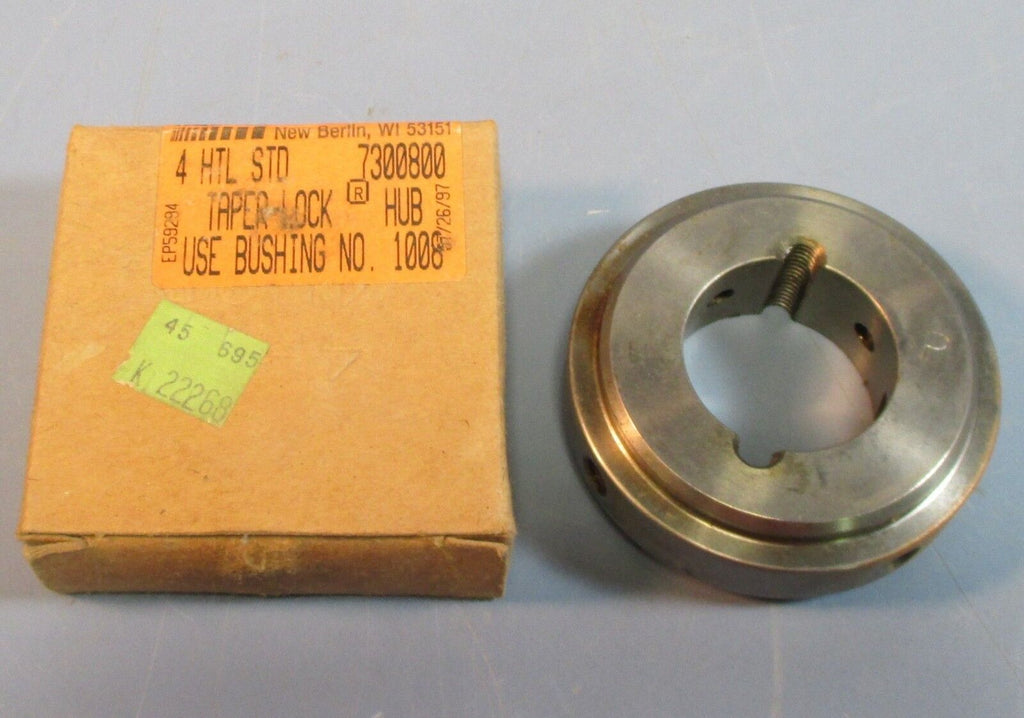 New Berlin, WI 53151
4 HTL STD 7300800
TAPER-LOCK ® HUB
USE BUSHING NO. 1008
EP59294
/26/97
45 695
K 22268